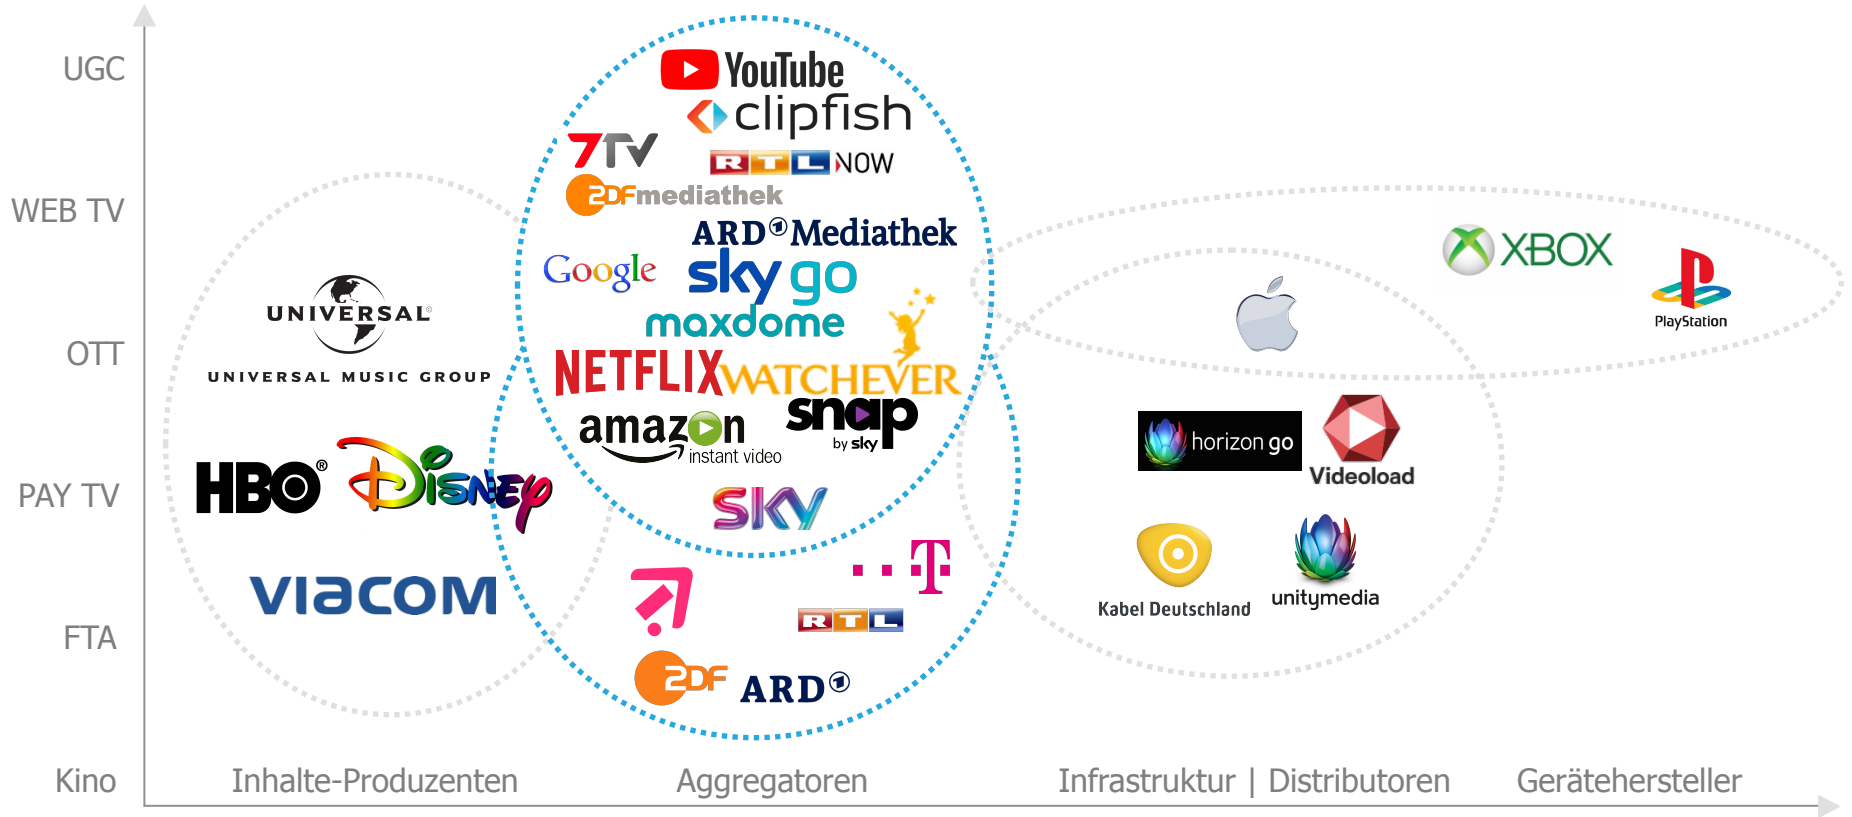 UGC
WEB TV
OTT
PAY TV
FTA
Kino
YouTube
clipfish
7TV
RTL NOW
ZDFmediathek
ARD Mediathek
Google
sky go
maxdome
NETFLIX
WATCHEVER
amazon
instant video
snap
by sky
sky
UNIVERSAL
UNIVERSAL MUSIC GROUP
HBO®
DISNEY
VIACOM
T
RTL
ZDF
ARD
XBOX
PlayStation
horizon go
Videoload
Kabel Deutschland
unitymedia
Inhalte-Produzenten
Aggregatoren
Infrastruktur | Distributoren
Gerätehersteller